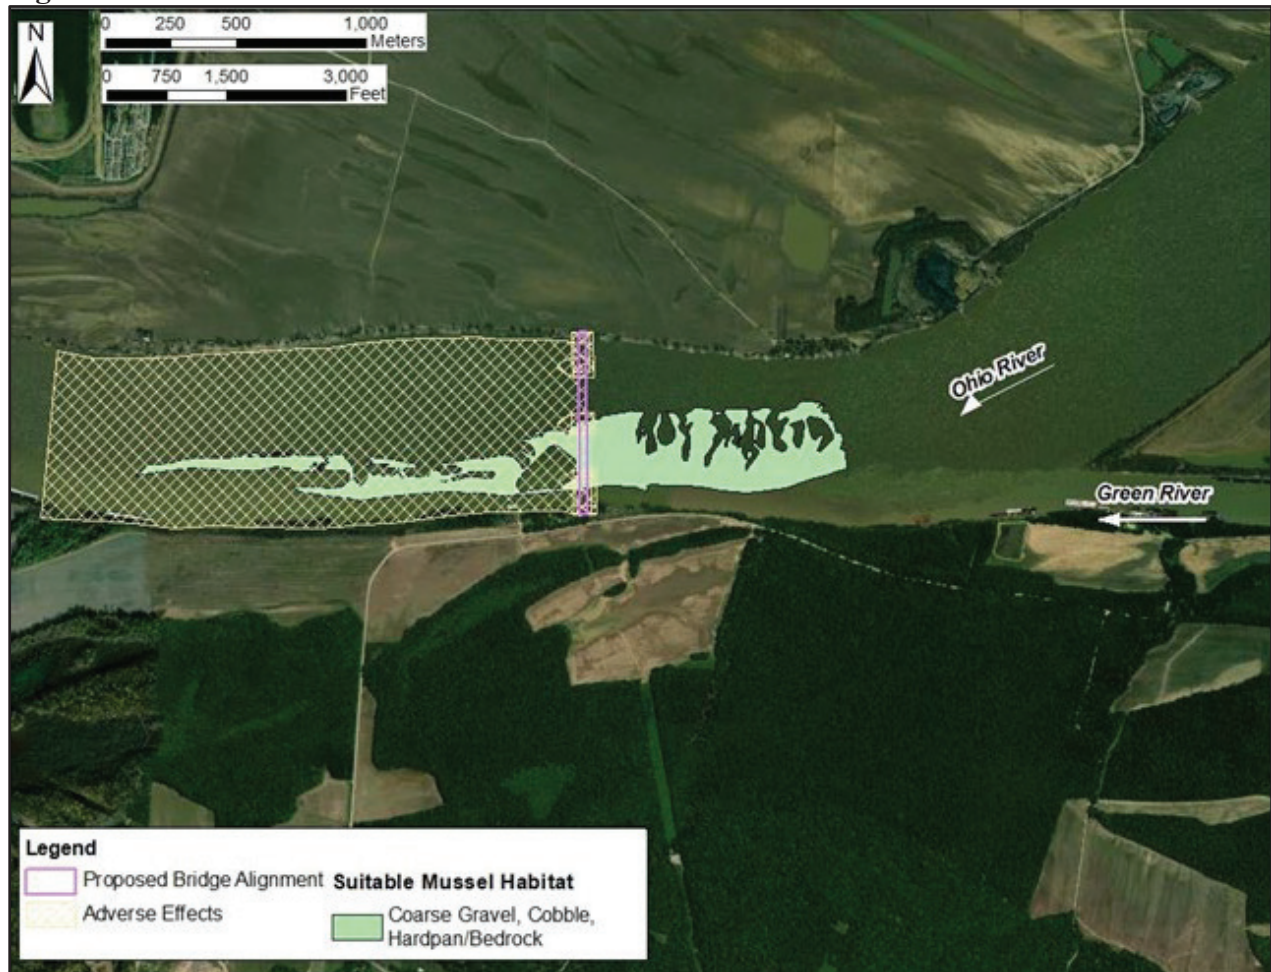 N
0 250 500 1,000
Meters
0 750 1,500 3,000
Feet
Ohio River
Green River
Legend
Proposed Bridge Alignment
Adverse Effects
Suitable Mussel Habitat
Coarse Gravel, Cobble,
Hardpan/Bedrock